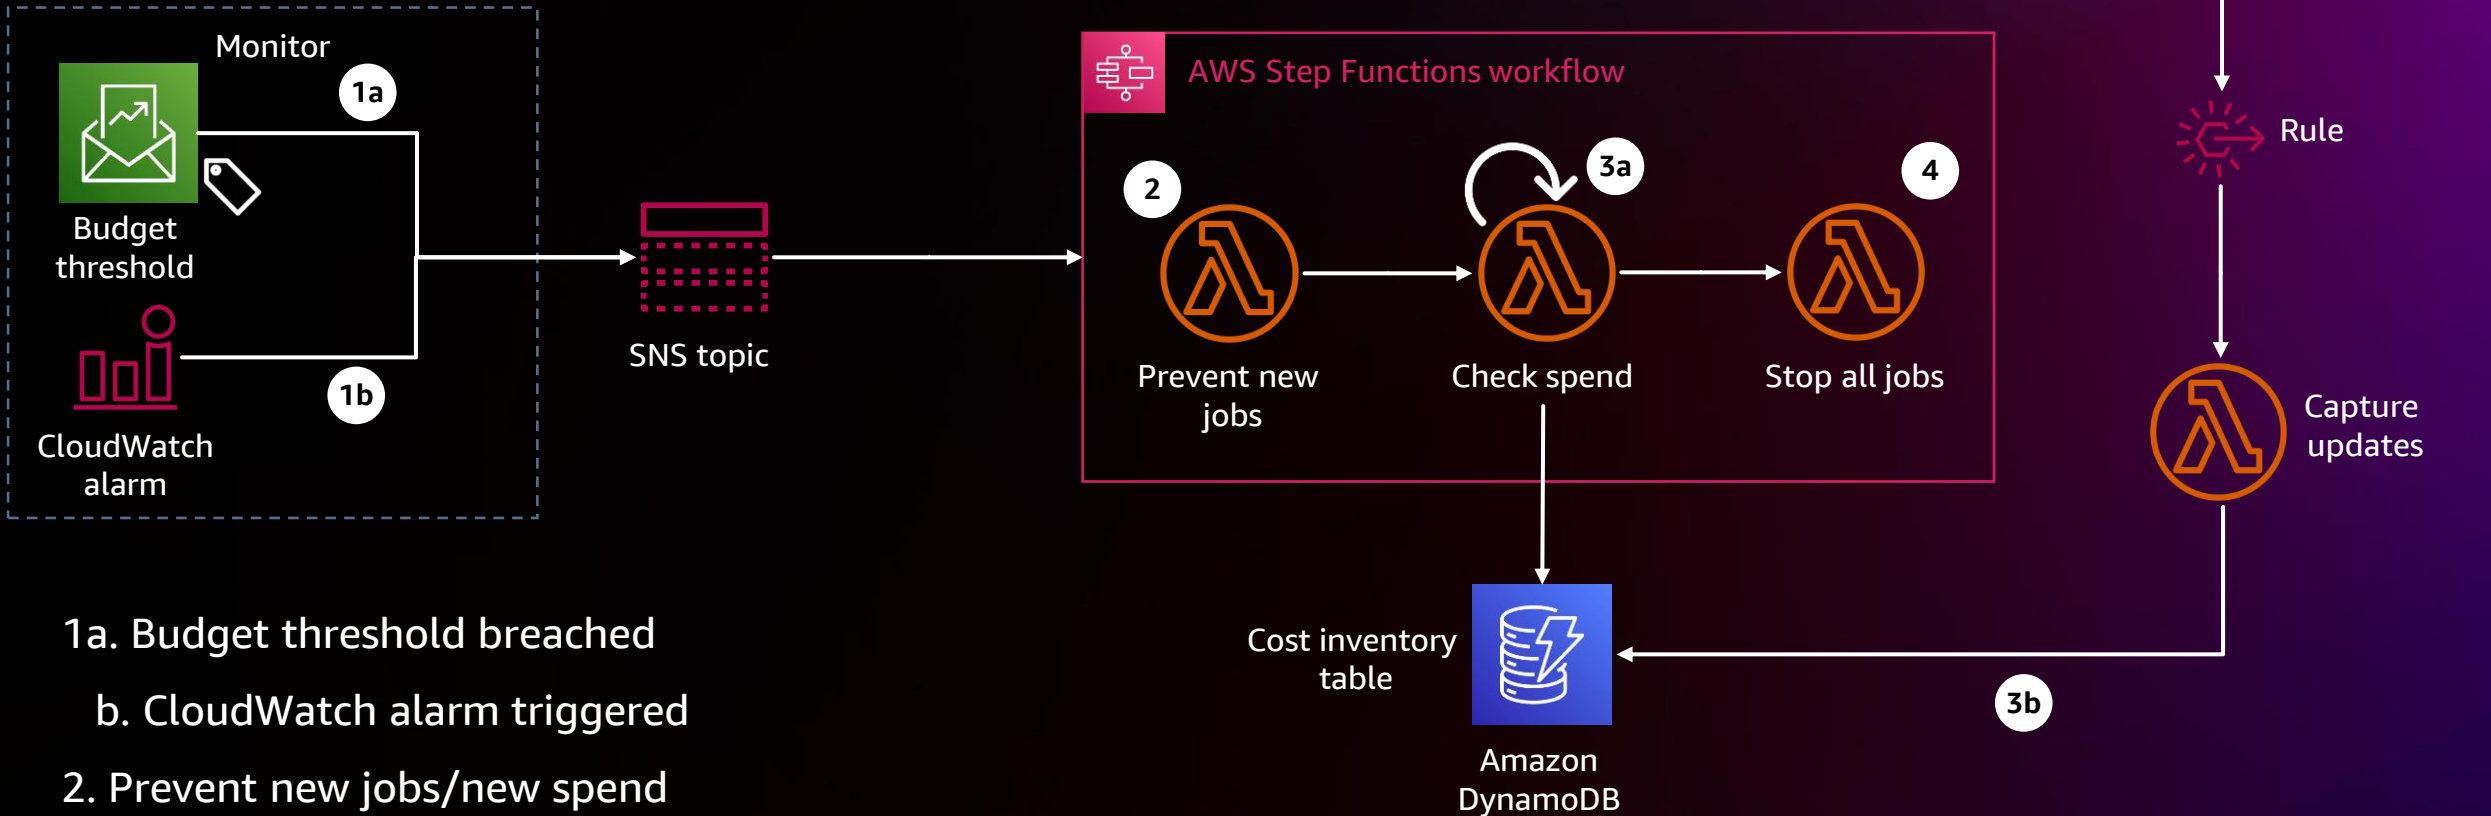 Monitor
1a
Budget
threshold
1b
CloudWatch
alarm
SNS topic
AWS Step Functions workflow
2
Prevent new
jobs
3a
Check spend
4
Stop all jobs
Rule
Capture
updates
Cost inventory
table
Amazon
DynamoDB
3b
1a. Budget threshold breached
b. CloudWatch alarm triggered
2. Prevent new jobs/new spend